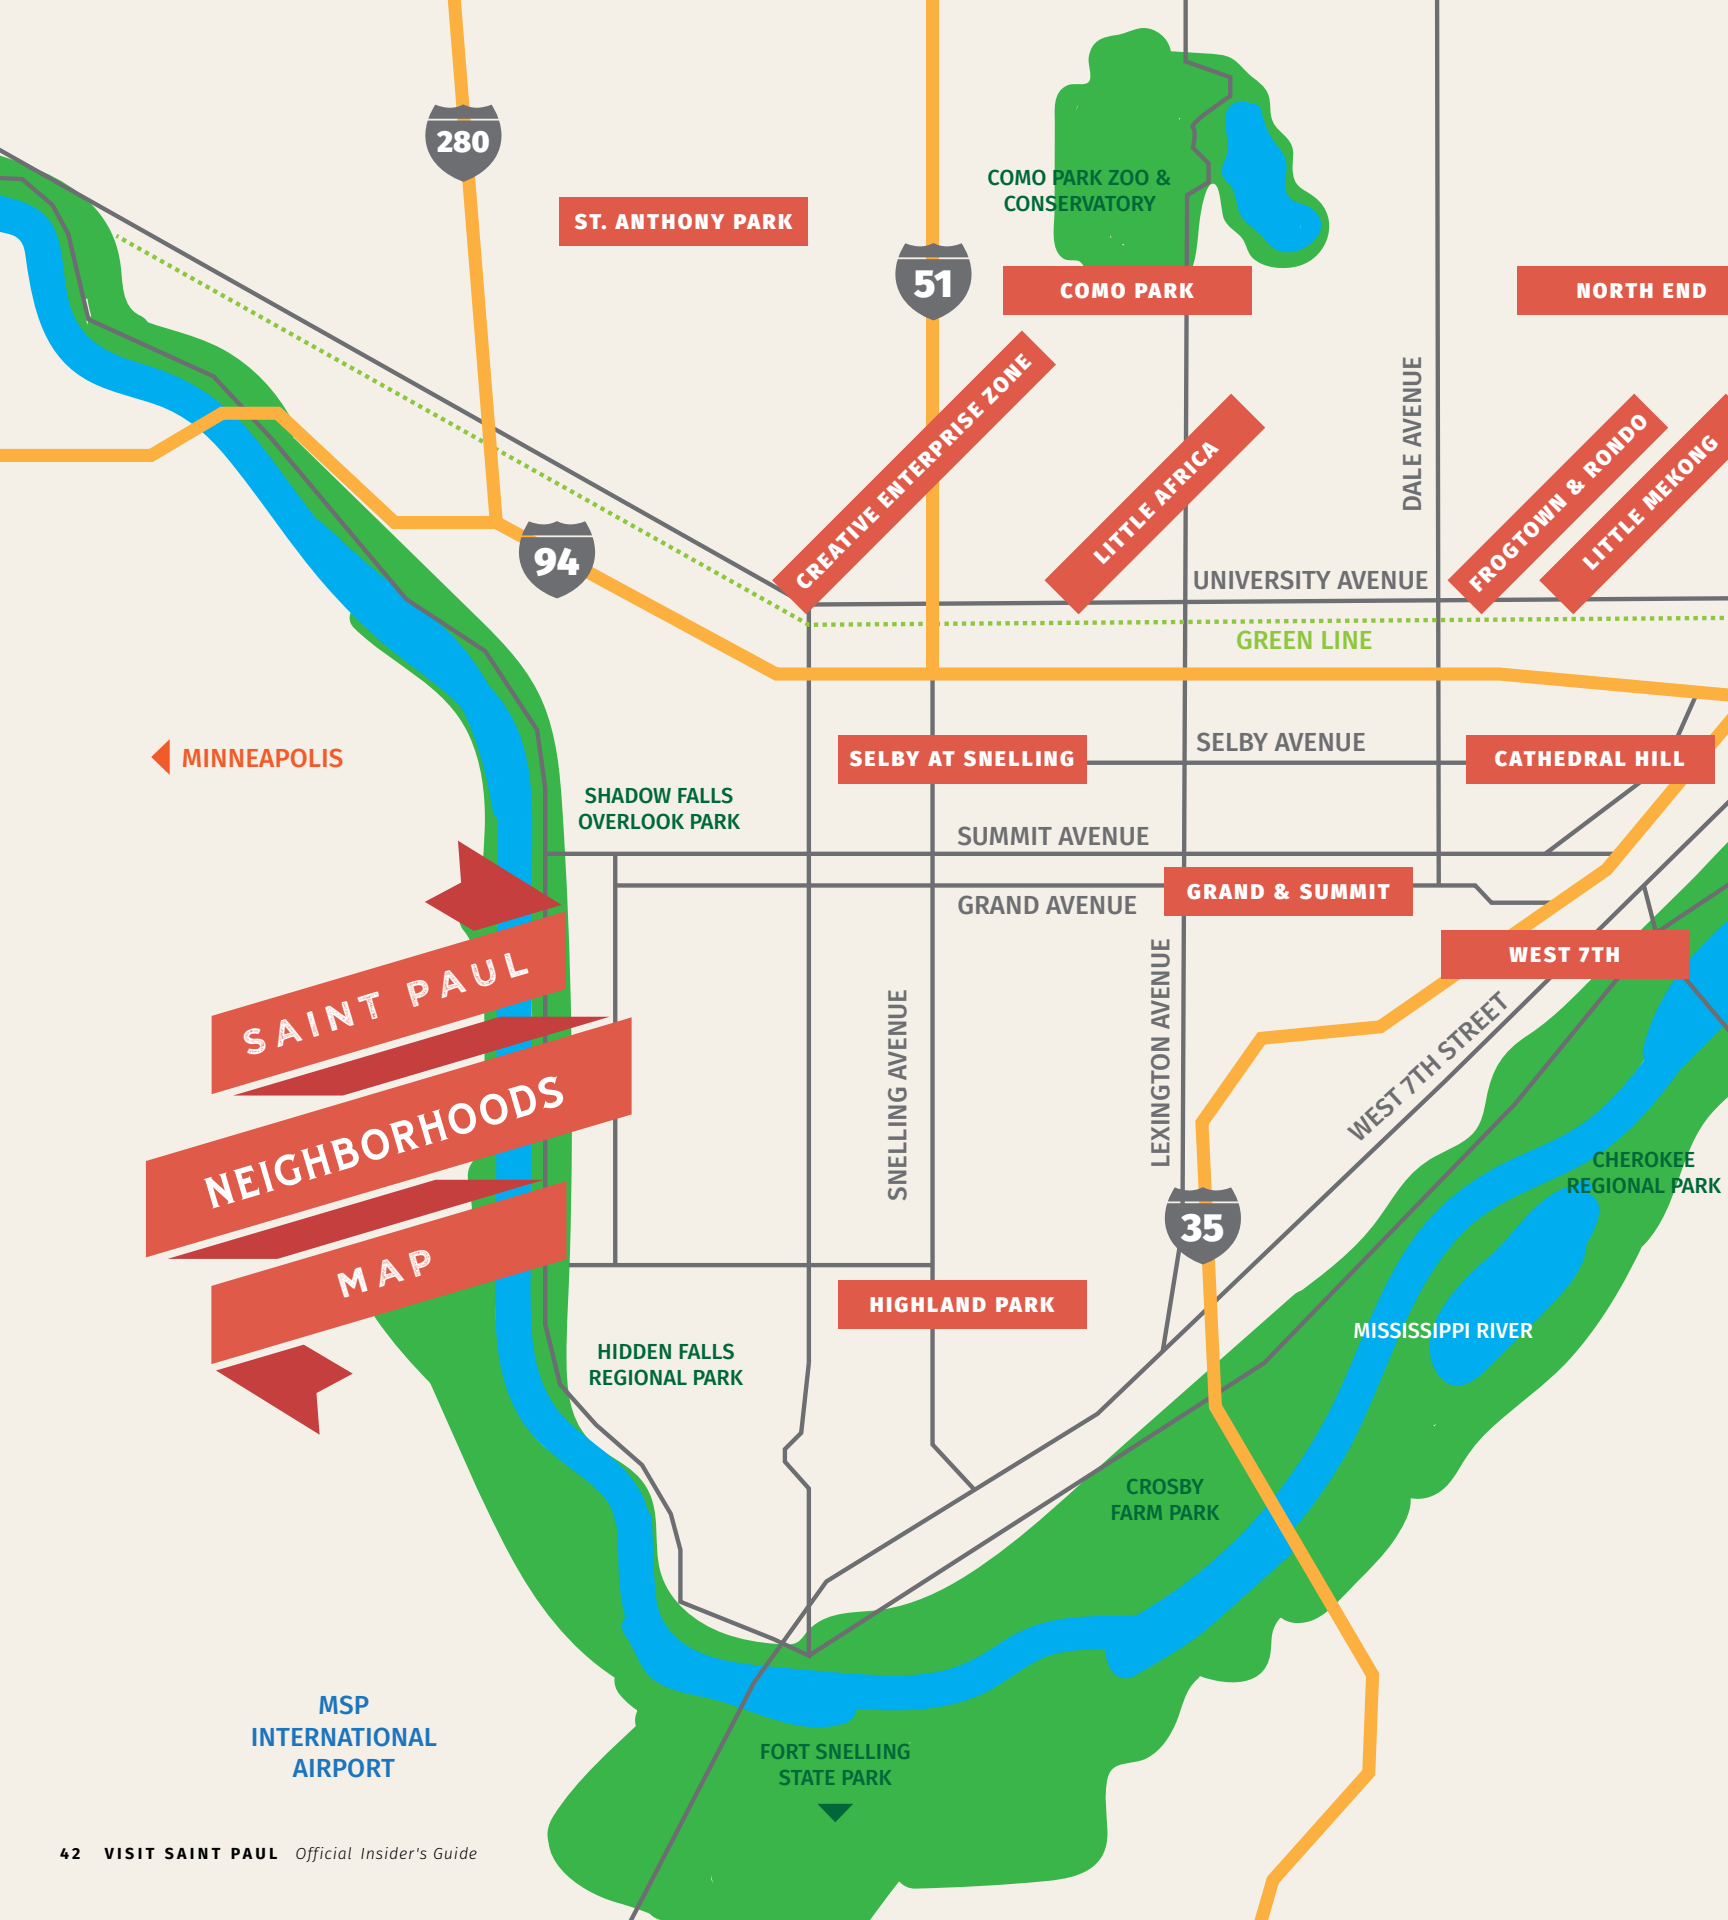 280
ST. ANTHONY PARK
COMO PARK ZOO &
CONSERVATORY
51
COMO PARK
NORTH END
CREATIVE ENTERPRISE ZONE
LITTLE AFRICA
DALE AVENUE
FROGTOWN & RONDO
LITTLE MEKONG
94
UNIVERSITY AVENUE
GREEN LINE
MINNEAPOLIS
SELBY AT SNELLING
SELBY AVENUE
CATHEDRAL HILL
SHADOW FALLS
OVERLOOK PARK
SUMMIT AVENUE
GRAND & SUMMIT
GRAND AVENUE
WEST 7TH
SAINT PAUL
NEIGHBORHOODS
MAP
SNELLING AVENUE
LEXINGTON AVENUE
WEST 7TH STREET
CHEROKEE
REGIONAL PARK
35
HIGHLAND PARK
MISSISSIPPI RIVER
HIDDEN FALLS
REGIONAL PARK
CROSBY
FARM PARK
MSP
INTERNATIONAL
AIRPORT
FORT SNELLING
STATE PARK
42 VISIT SAINT PAUL Official Insider's Guide